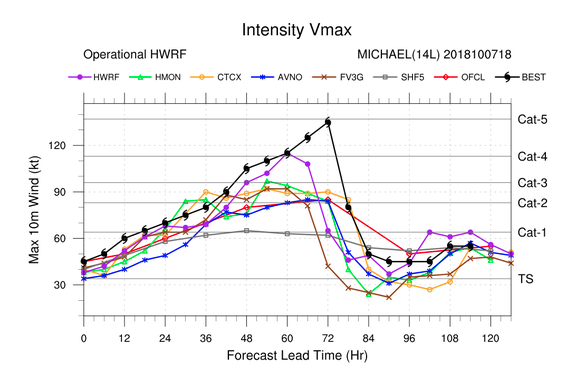 Intensity Vmax
Operational HWRF MICHAEL(14L) 2018100718
HWRF HMON CTCX AVNO FV3G SHF5 OFCL BEST
Max 10m Wind (kt)
120
90
60
30
Cat-5
Cat-4
Cat-3
Cat-2
Cat-1
TS
0 12 24 36 48 60 72 84 96 108 120
Forecast Lead Time (Hr)